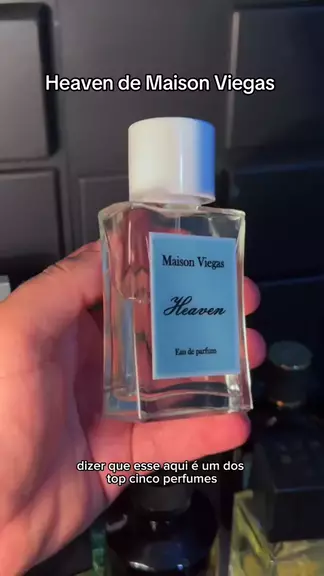 Heaven de Maison Viegas
Maison Viegas
Heaven
Eau de parfum
dizer que esse aqui é um dos
top cinco perfumes